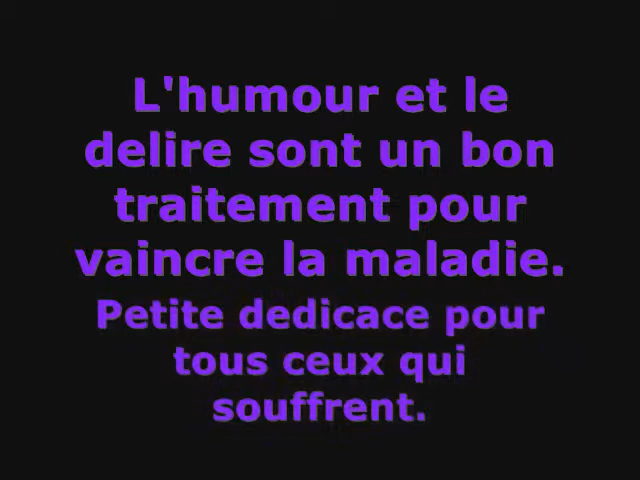 L'humour et le
delire sont un bon
traitement pour
vaincre la maladie.
Petite dedicace pour
tous ceux qui
souffrent.